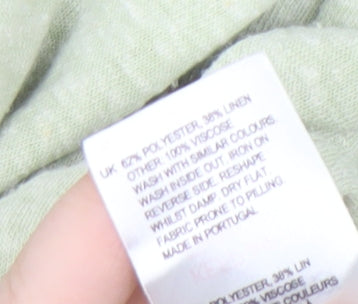 UK 62% POLYESTER, 38% LINEN
OTHER, 100% VISCOSE
WASH WITH SIMILAR COLOURS
WASH INSIDE OUT. IRON ON
REVERSE SIDE. RESHAPE
WHILST DAMP. DRY FLAT
FABRIC PRONE TO PILLING
MADE IN PORTUGAL
POLYESTER, 38% LIN
VISCOSE
COULEURS